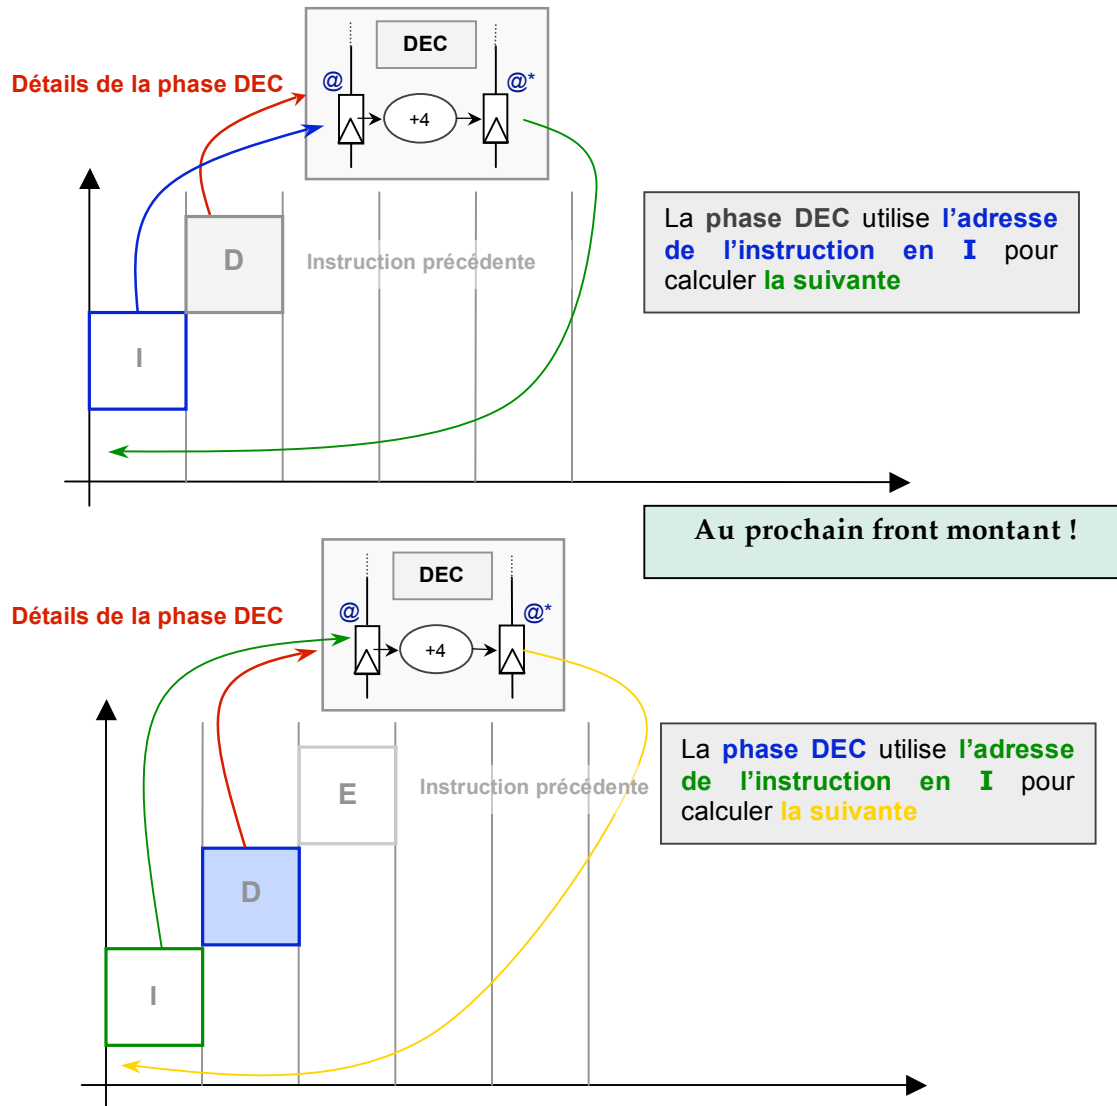 DEC
Détails de la phase DEC
@
@*
+4
D
Instruction précédente
I
La phase DEC utilise l’adresse
de l’instruction en I pour
calculer la suivante
Au prochain front montant !
DEC
Détails de la phase DEC
@
@*
+4
E
Instruction précédente
D
I
La phase DEC utilise l’adresse
de l’instruction en I pour
calculer la suivante